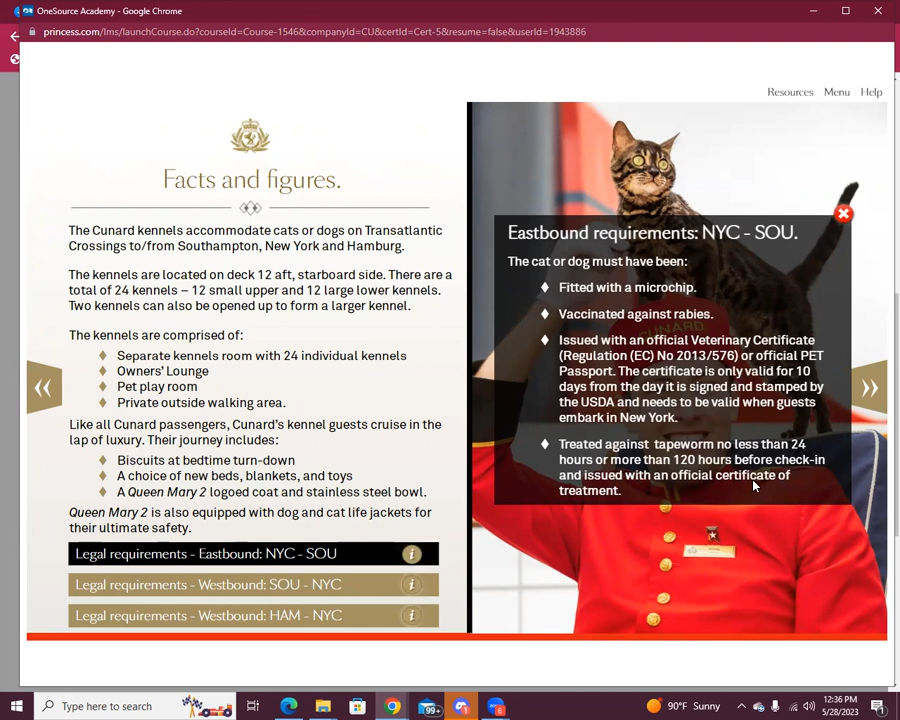 OneSource Academy - Google Chrome
princess.com/lms/launchCourse.do?courseId=Course-1546&companyId=CU&certId=Cert-5&resume=false&userId=1943886
Resources Menu Help
Facts and figures.
The Cunard kennels accommodate cats or dogs on Transatlantic
Crossings to/from Southampton, New York and Hamburg.
The kennels are located on deck 12 aft, starboard side. There are a
total of 24 kennels – 12 small upper and 12 large lower kennels.
Two kennels can also be opened up to form a larger kennel.
The kennels are comprised of:
Separate kennels room with 24 individual kennels
Owners' Lounge
Pet play room
Private outside walking area.
Like all Cunard passengers, Cunard's kennel guests cruise in the
lap of luxury. Their journey includes:
Biscuits at bedtime turn-down
A choice of new beds, blankets, and toys
A Queen Mary 2 logoed coat and stainless steel bowl.
Queen Mary 2 is also equipped with dog and cat life jackets for
their ultimate safety.
Legal requirements - Eastbound: NYC - SOU i
Legal requirements - Westbound: SOU - NYC i
Legal requirements - Westbound: HAM - NYC i
Eastbound requirements: NYC - SOU.
The cat or dog must have been:
Fitted with a microchip.
Vaccinated against rabies.
CUNARD
Issued with an official Veterinary Certificate
(Regulation (EC) No 2013/576) or official PET
Passport. The certificate is only valid for 10
days from the day it is signed and stamped by
the USDA and needs to be valid when guests
embark in New York.
Treated against tapeworm no less than 24
hours or more than 120 hours before check-in
and issued with an official certificate of
treatment.
Type here to search
99+
1
6
90°F Sunny
12:36 PM
5/28/2023